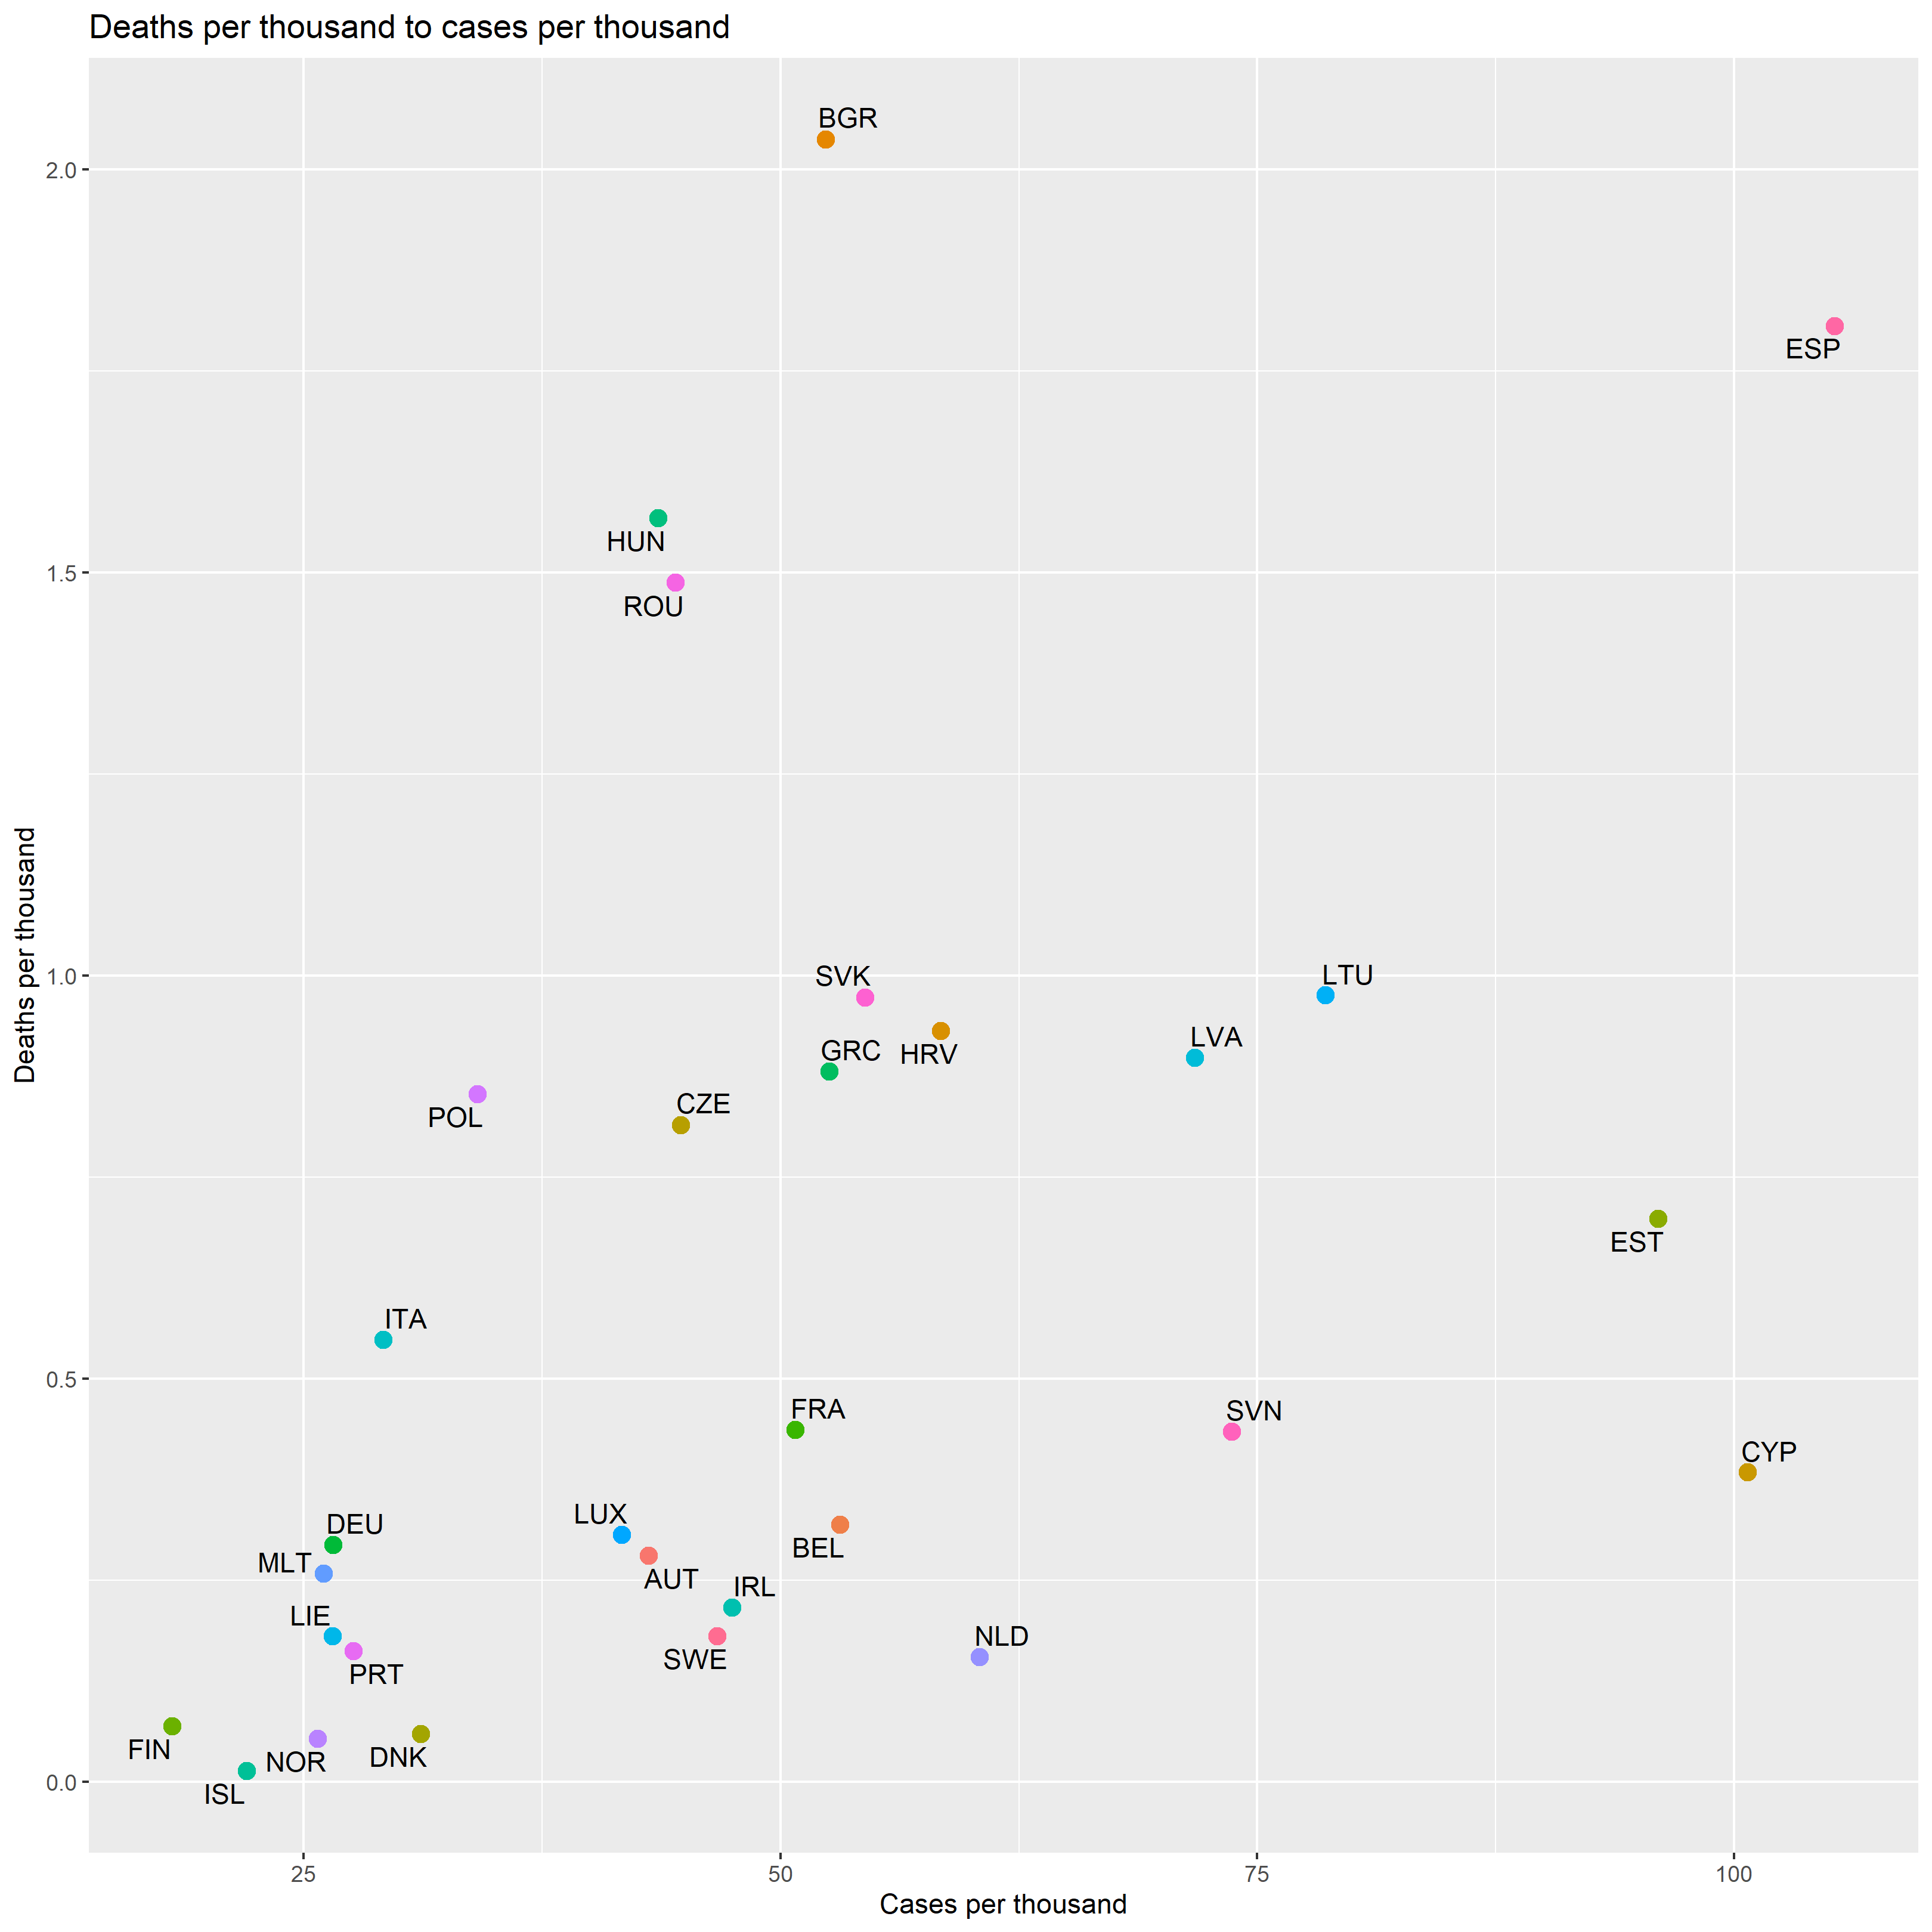 Deaths per thousand to cases per thousand
BGR
2.0
ESP
HUN
1.5
ROU
SVK
LTU
1.0
LVA
GRC
HRV
CZE
POL
EST
ITA
0.5
FRA
SVN
CYP
LUX
DEU
BEL
MLT
AUT
IRL
LIE
NLD
SWE
PRT
FIN
DNK
NOR
0.0
ISL
25
50
75
100
Cases per thousand
Deaths per thousand